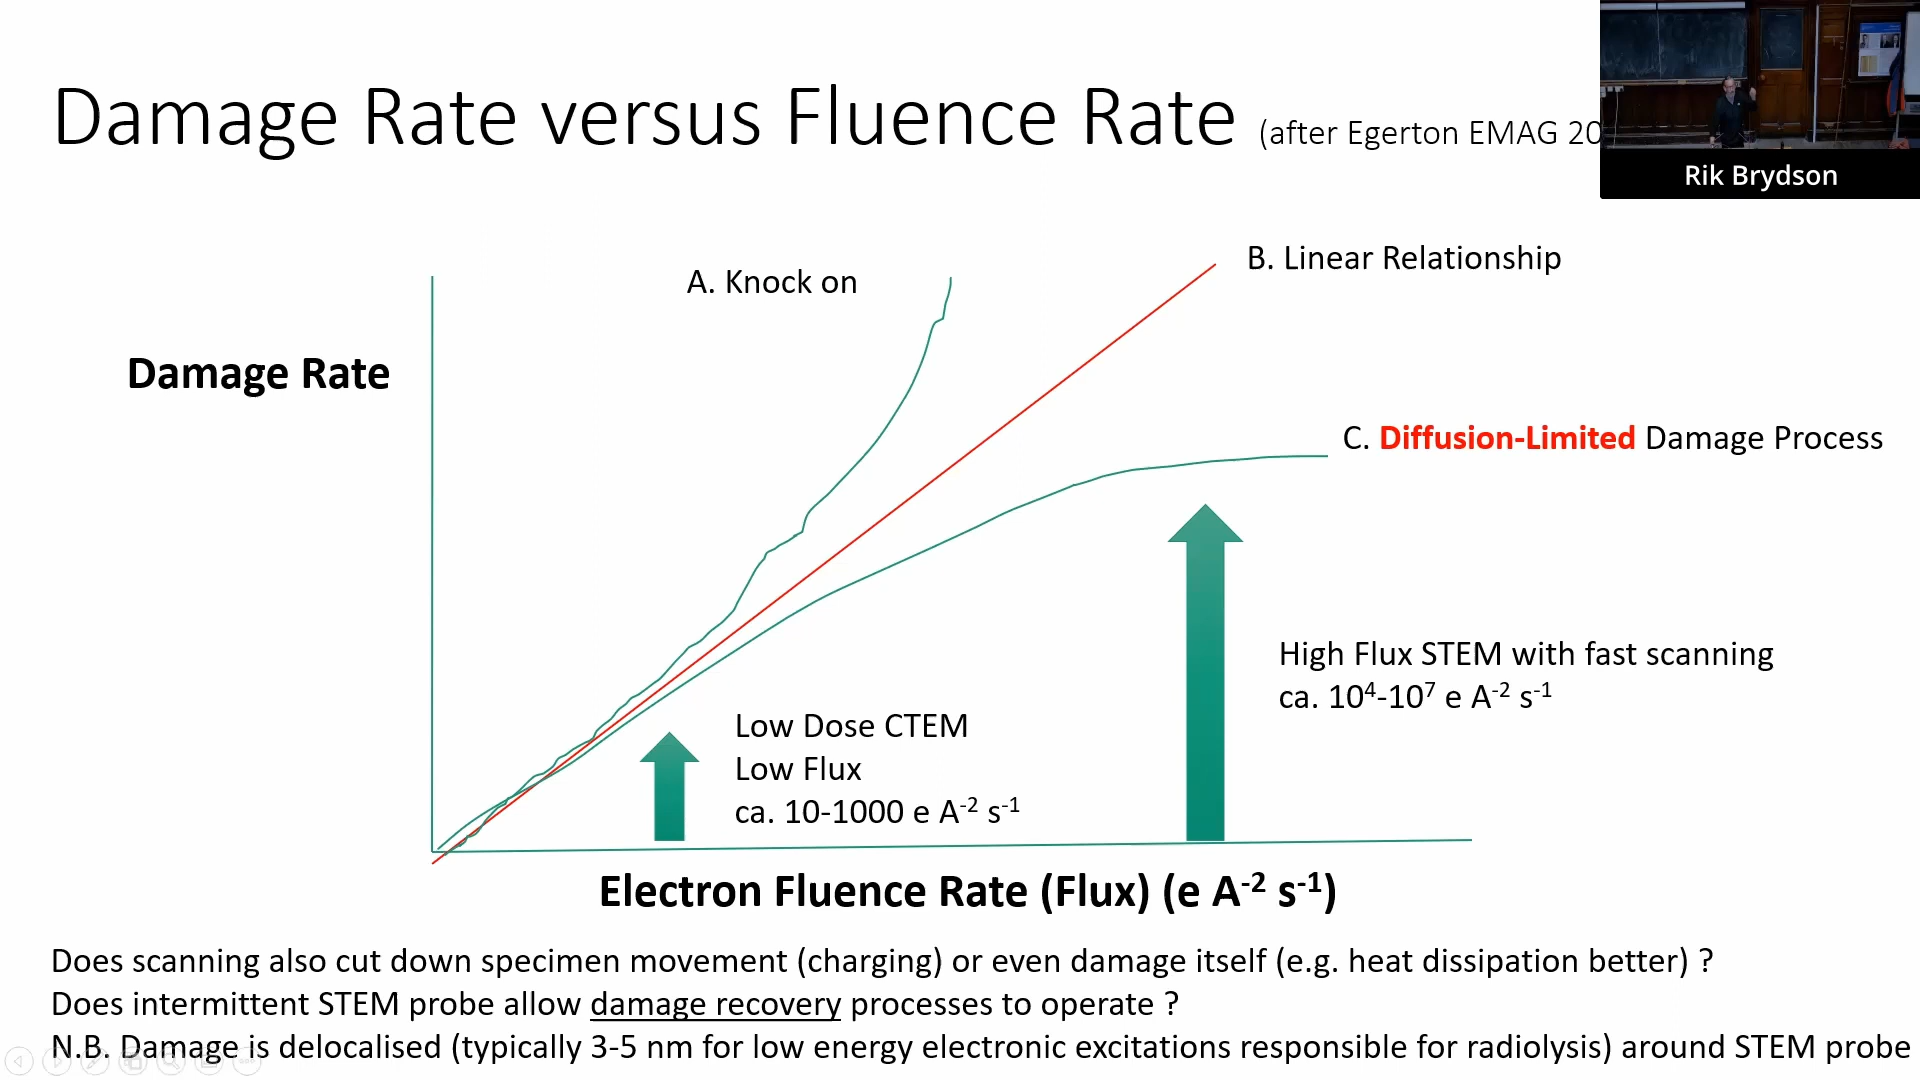 Damage Rate versus Fluence Rate (after Egerton EMAG 20
Rik Brydson
A. Knock on
B. Linear Relationship
Damage Rate
C. Diffusion-Limited Damage Process
High Flux STEM with fast scanning
ca. 10⁴-10⁷ e A⁻² s⁻¹
Low Dose CTEM
Low Flux
ca. 10-1000 e A⁻² s⁻¹
Electron Fluence Rate (Flux) (e A⁻² s⁻¹)
Does scanning also cut down specimen movement (charging) or even damage itself (e.g. heat dissipation better) ?
Does intermittent STEM probe allow damage recovery processes to operate ?
N.B. Damage is delocalised (typically 3-5 nm for low energy electronic excitations responsible for radiolysis) around STEM probe